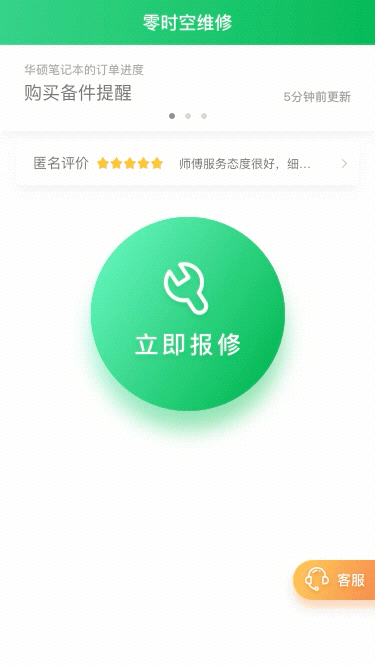 零时空维修
华硕笔记本的订单进度
购买备件提醒
5分钟前更新
匿名评价 师傅服务态度很好，细...
立即报修
客服